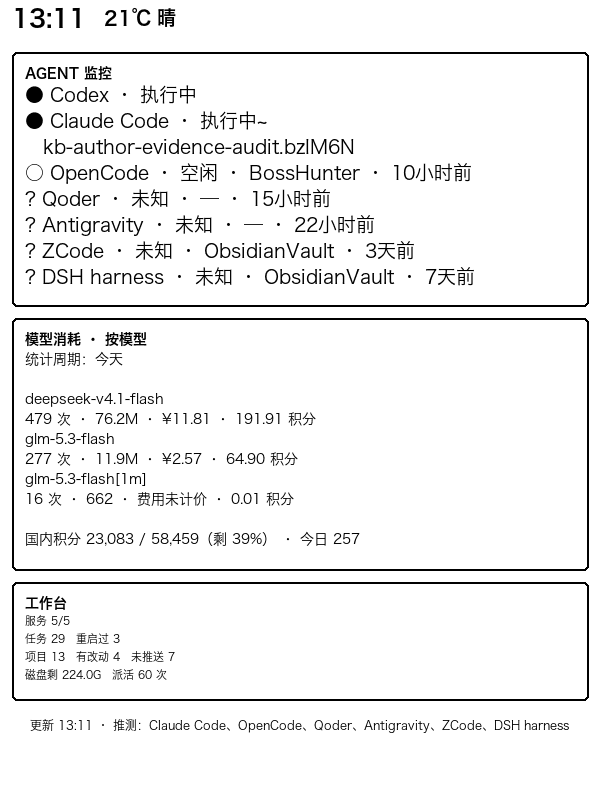 13:11 21℃ 晴
AGENT 监控
● Codex · 执行中
● Claude Code · 执行中~
kb-author-evidence-audit.bzIM6N
○ OpenCode · 空闲 · BossHunter · 10小时前
? Qoder · 未知 · — · 15小时前
? Antigravity · 未知 · — · 22小时前
? ZCode · 未知 · ObsidianVault · 3天前
? DSH harness · 未知 · ObsidianVault · 7天前
模型消耗 · 按模型
统计周期：今天
deepseek-v4.1-flash
479 次 · 76.2M · ¥11.81 · 191.91 积分
glm-5.3-flash
277 次 · 11.9M · ¥2.57 · 64.90 积分
glm-5.3-flash[1m]
16 次 · 662 · 费用未计价 · 0.01 积分
国内积分 23,083 / 58,459（剩 39%） · 今日 257
工作台
服务 5/5
任务 29 重启过 3
项目 13 有改动 4 未推送 7
磁盘剩 224.0G 派活 60 次
更新 13:11 · 推测：Claude Code、OpenCode、Qoder、Antigravity、ZCode、DSH harness